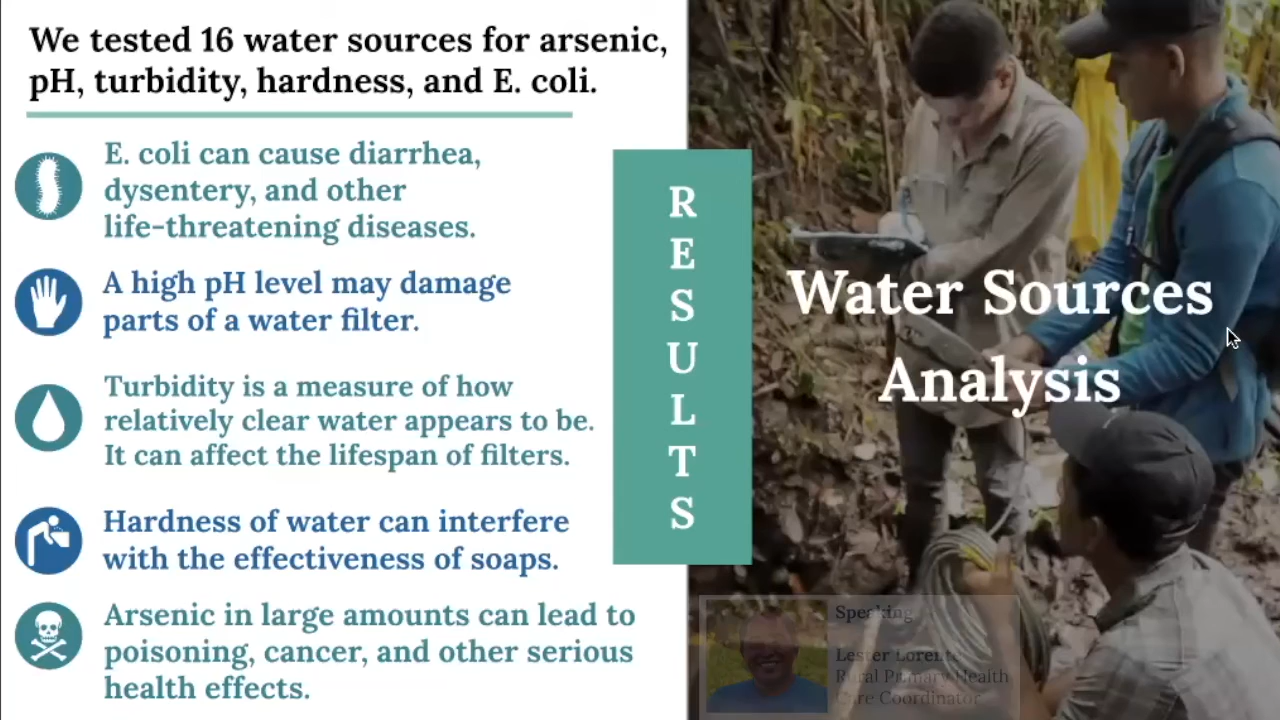 We tested 16 water sources for arsenic,
pH, turbidity, hardness, and E. coli.
E. coli can cause diarrhea,
dysentery, and other
life-threatening diseases.
A high pH level may damage
parts of a water filter.
Turbidity is a measure of how
relatively clear water appears to be.
It can affect the lifespan of filters.
Hardness of water can interfere
with the effectiveness of soaps.
Arsenic in large amounts can lead to
poisoning, cancer, and other serious
health effects.
R
E
S
U
L
T
S
Water Sources
Analysis
Speaking
Lester Lorente
Rural Primary Health
Care Coordinator